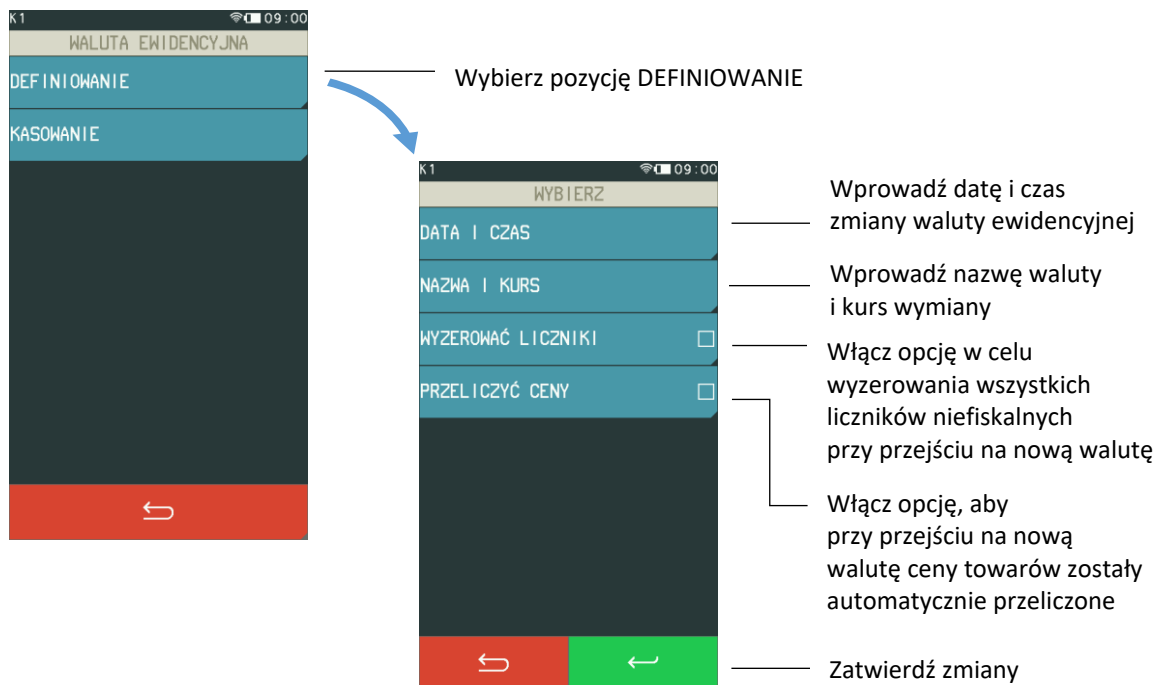 K1 09:00
WALUTA EWIDENCYJNA
DEFINIOWANIE
KASOWANIE
Wybierz pozycję DEFINIOWANIE
K1 09:00
WYBIERZ
DATA I CZAS
NAZWA I KURS
WYZEROWAĆ LICZNIKI
PRZELICZYĆ CENY
Wprowadź datę i czas
zmiany waluty ewidencyjnej
Wprowadź nazwę waluty
i kurs wymiany
Włącz opcję w celu
wyzerowania wszystkich
liczników niefiskalnych
przy przejściu na nową walutę
Włącz opcję, aby
przy przejściu na nową
walutę ceny towarów zostały
automatycznie przeliczone
Zatwierdź zmiany